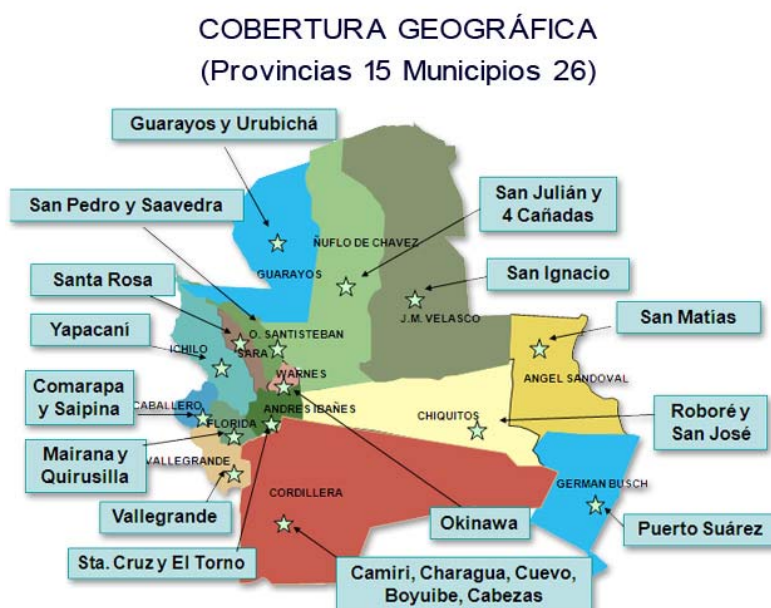 COBERTURA GEOGRÁFICA
(Provincias 15 Municipios 26)
Guarayos y Urubichá
San Pedro y Saavedra
San Julián y
4 Cañadas
ÑUFLO DE CHAVEZ
GUARAYOS
Santa Rosa
San Ignacio
J.M. VELASCO
San Matias
Yapacaní
O. SANTISTEBAN
SARA
ICHILO
WARNES
ANGEL SANDOVAL
Comarapa
y Saipina
CABALLERO
ANDRES IBAÑES
CHIQUITOS
Roboré y
San José
FLORIDA
Mairana y
Quirusilla
VALLEGRANDE
CORDILLERA
GERMAN BUSCH
Vallegrande
Okinawa
Puerto Suárez
Sta. Cruz y El Torno
Camiri, Charagua, Cuevo,
Boyuibe, Cabezas